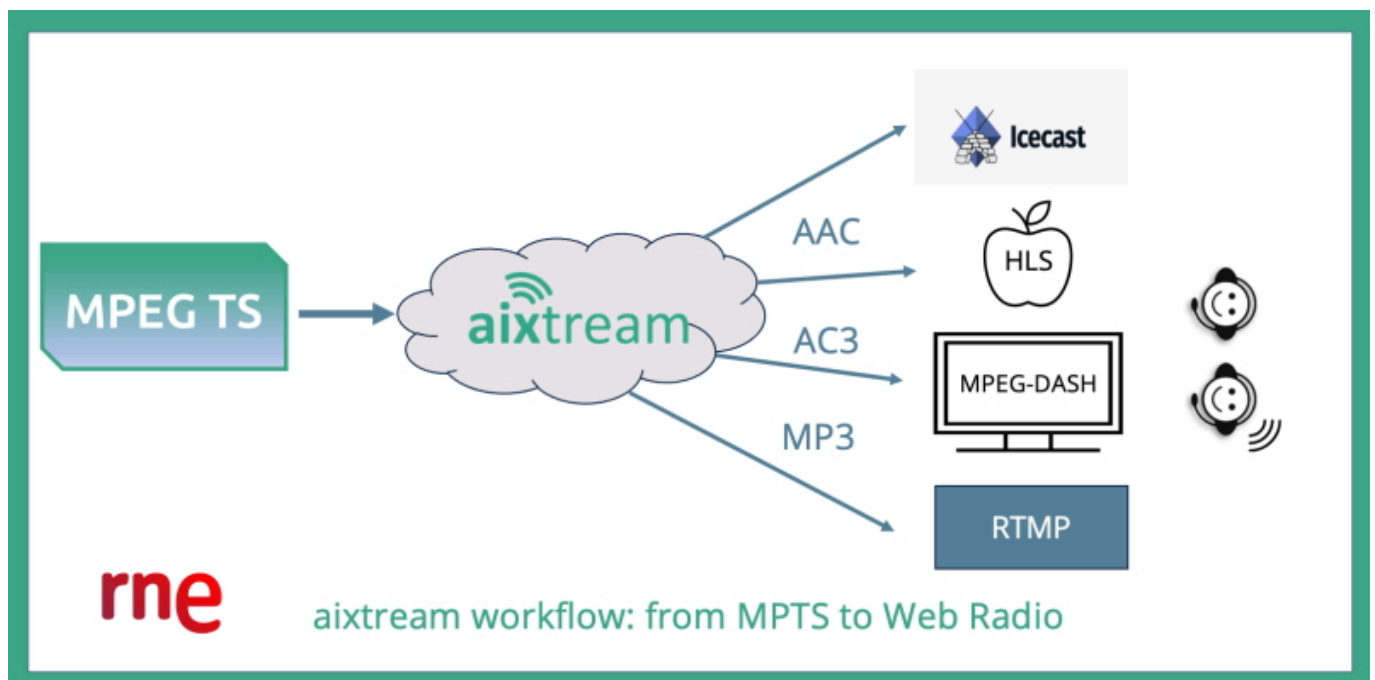 Icecast
AAC
HLS
MPEG TS
aixtream
AC3
MPEG-DASH
MP3
RTMP
rne
aixtream workflow: from MPTS to Web Radio